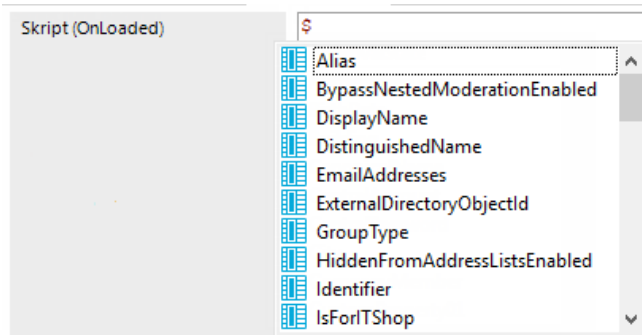 Skript (OnLoaded)
$
Alias
BypassNestedModerationEnabled
DisplayName
DistinguishedName
EmailAddresses
ExternalDirectoryObjectId
GroupType
HiddenFromAddressListsEnabled
Identifier
IsForITShop